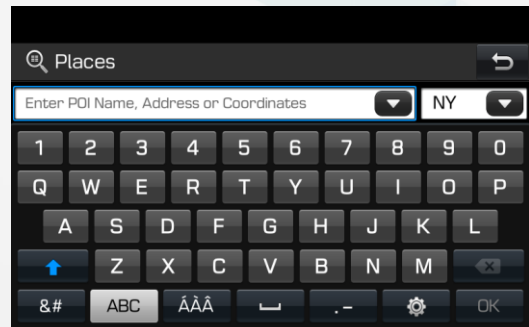 Places
Enter POI Name, Address or Coordinates NY
1 2 3 4 5 6 7 8 9 0
Q W E R T Y U I O P
A S D F G H J K L
Z X C V B N M
&# ABC ÁÀÂ .- OK